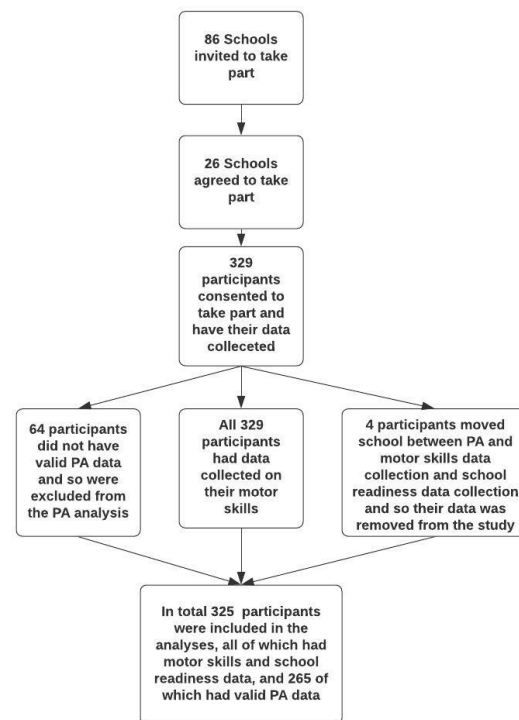 86 Schools
invited to take
part
26 Schools
agreed to take
part
329
participants
consented to
take part and
have their data
colleceted
64 participants
did not have
valid PA data
and so were
excluded from
the PA analysis
All 329
participants
had data
collected on
their motor
skills
4 participants moved
school between PA and
motor skills data
collection and school
readiness data collection
and so their data was
removed from the study
In total 325 participants
were included in the
analyses, all of which had
motor skills and school
readiness data, and 265 of
which had valid PA data